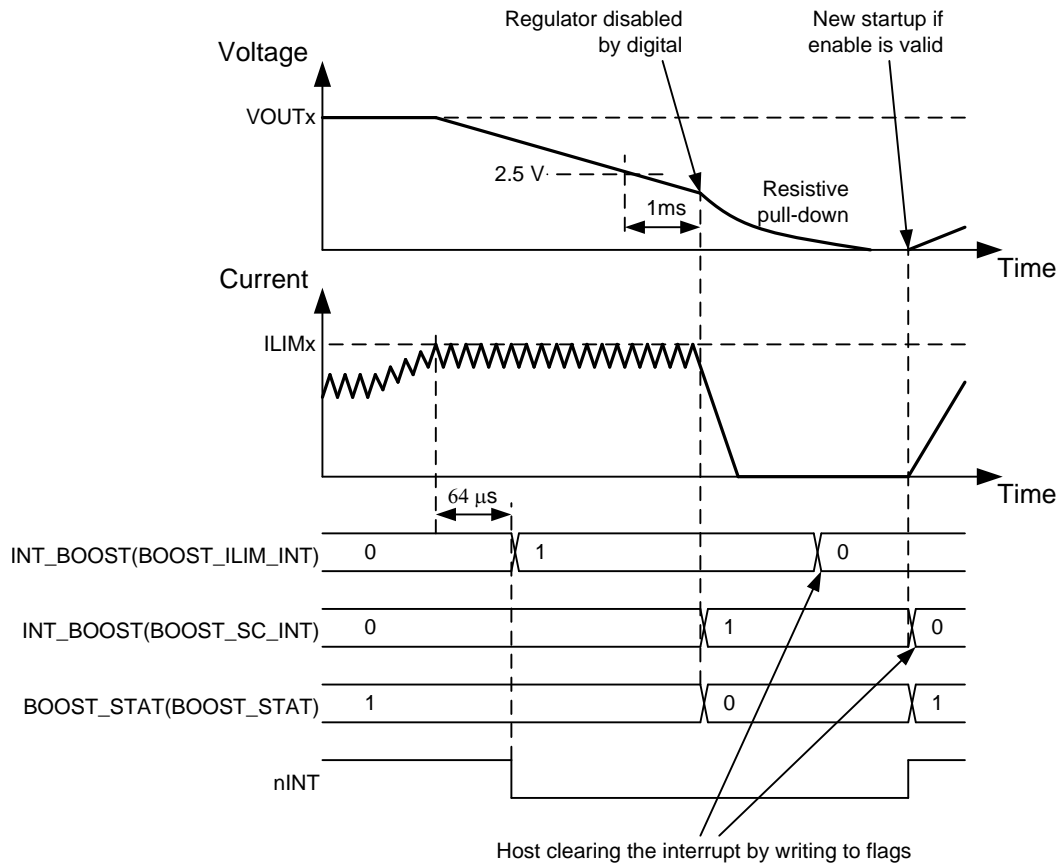 Regulator disabled
by digital
New startup if
enable is valid
Voltage
VOUTx
2.5 V
1ms
Resistive
pull-down
Time
Current
ILIMx
Time
64 μs
INT_BOOST(BOOST_ILIM_INT)
0
1
0
INT_BOOST(BOOST_SC_INT)
0
1
0
BOOST_STAT(BOOST_STAT)
1
0
1
nINT
Host clearing the interrupt by writing to flags